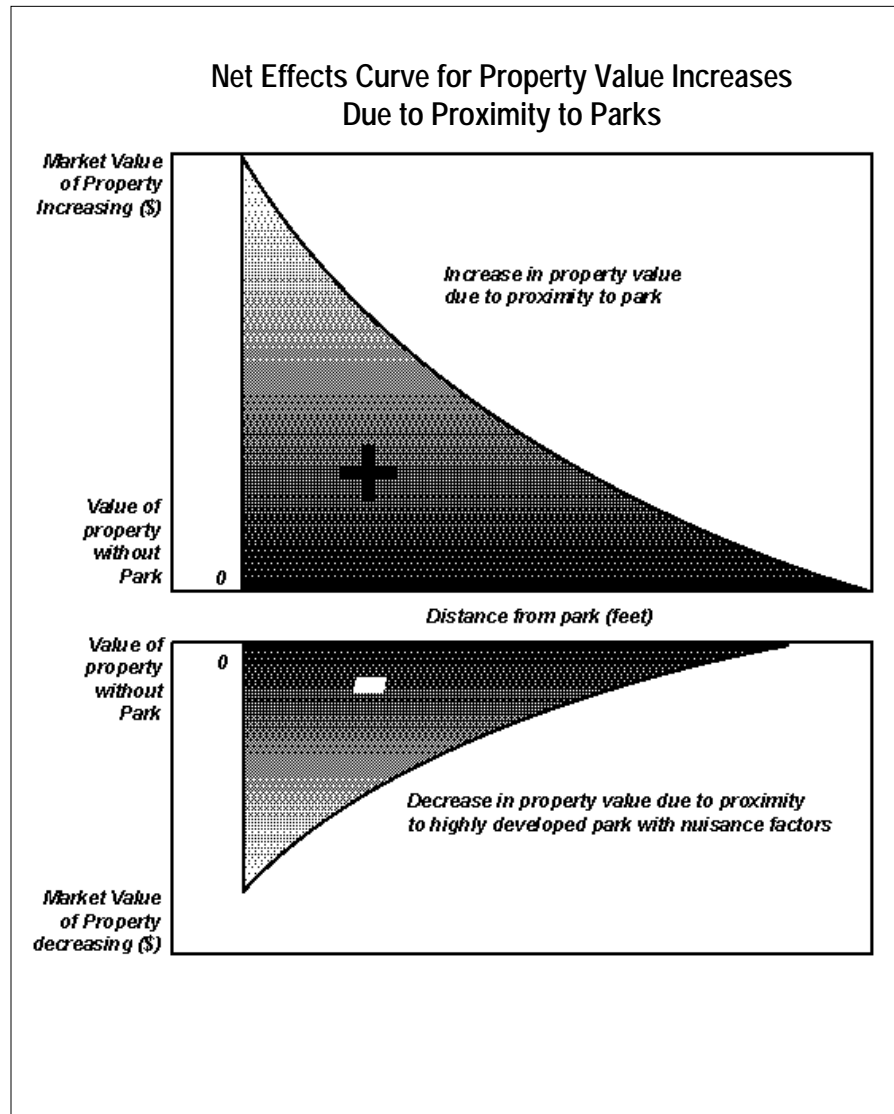 Net Effects Curve for Property Value Increases
Due to Proximity to Parks
Market Value
of Property
Increasing ($)
Increase in property value
due to proximity to park
Value of
property
without
Park
0
Distance from park (feet)
Value of
property
without
Park
0
Decrease in property value due to proximity
to highly developed park with nuisance factors
Market Value
of Property
decreasing ($)